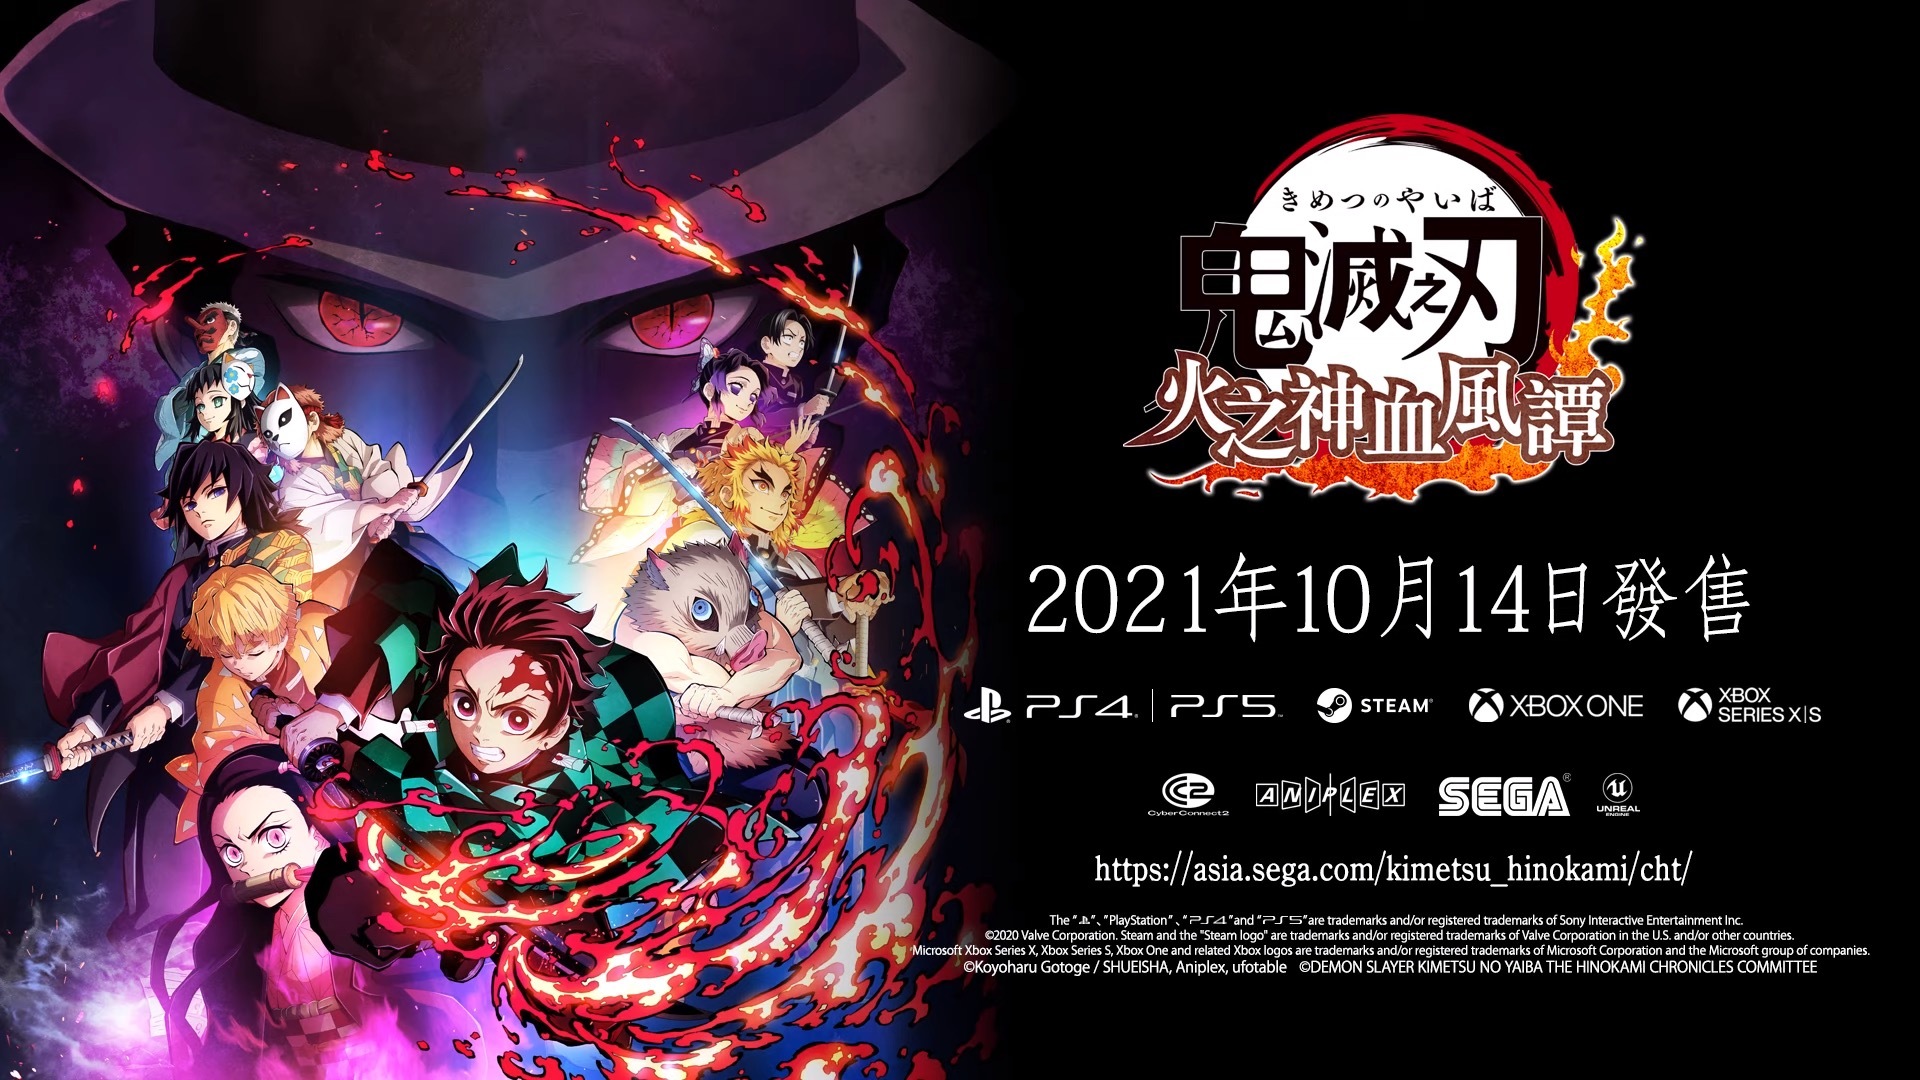 きめつのやいば
鬼滅之刃
火之神血風譚
2021年10月14日發售
PS4® | PS5™ STEAM® XBOX ONE XBOX SERIES X|S
CyberConnect2 ANIPLEX SEGA® UNREAL ENGINE
https://asia.sega.com/kimetsu_hinokami/cht/
The “ ”、”PlayStation”、“PS4”and “PS5”are trademarks and/or registered trademarks of Sony Interactive Entertainment Inc.
©2020 Valve Corporation. Steam and the "Steam logo" are trademarks and/or registered trademarks of Valve Corporation in the U.S. and/or other countries.
Microsoft Xbox Series X, Xbox Series S, Xbox One and related Xbox logos are trademarks and/or registered trademarks of Microsoft Corporation and the Microsoft group of companies.
©Koyoharu Gotoge / SHUEISHA, Aniplex, ufotable ©DEMON SLAYER KIMETSU NO YAIBA THE HINOKAMI CHRONICLES COMMITTEE